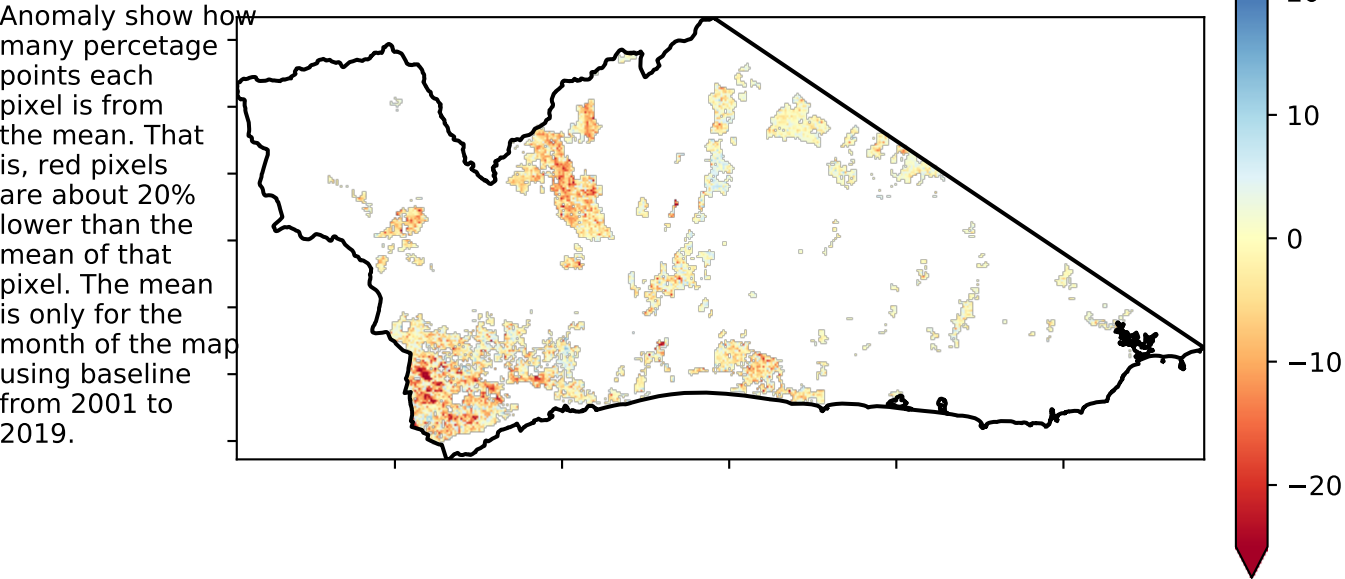 Anomaly show how
many percetage
points each
pixel is from
the mean. That
is, red pixels
are about 20%
lower than the
mean of that
pixel. The mean
is only for the
month of the map
using baseline
from 2001 to
2019.
10
0
−10
−20